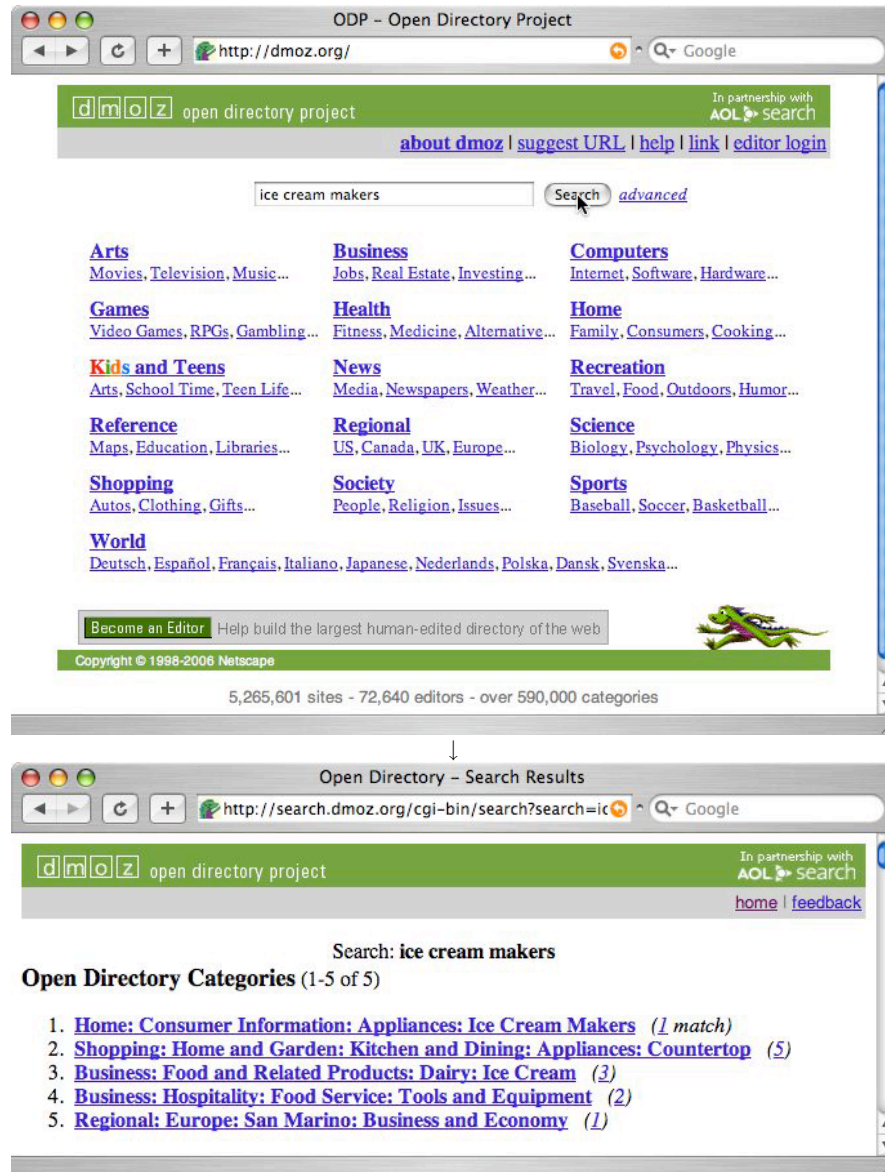 ODP – Open Directory Project
http://dmoz.org/ Google
dmoz open directory project In partnership with
AOL search
about dmoz | suggest URL | help | link | editor login
ice cream makers Search advanced
Arts Business Computers
Movies, Television, Music... Jobs, Real Estate, Investing... Internet, Software, Hardware...
Games Health Home
Video Games, RPGs, Gambling... Fitness, Medicine, Alternative... Family, Consumers, Cooking...
Kids and Teens News Recreation
Arts, School Time, Teen Life... Media, Newspapers, Weather... Travel, Food, Outdoors, Humor...
Reference Regional Science
Maps, Education, Libraries... US, Canada, UK, Europe... Biology, Psychology, Physics...
Shopping Society Sports
Autos, Clothing, Gifts... People, Religion, Issues... Baseball, Soccer, Basketball...
World
Deutsch, Español, Français, Italiano, Japanese, Nederlands, Polska, Dansk, Svenska...
Become an Editor Help build the largest human-edited directory of the web
Copyright © 1998-2006 Netscape
5,265,601 sites - 72,640 editors - over 590,000 categories
↓
Open Directory – Search Results
http://search.dmoz.org/cgi-bin/search?search=ic Google
dmoz open directory project In partnership with
AOL search
home | feedback
Search: ice cream makers
Open Directory Categories (1-5 of 5)
1. Home: Consumer Information: Appliances: Ice Cream Makers (1 match)
2. Shopping: Home and Garden: Kitchen and Dining: Appliances: Countertop (5)
3. Business: Food and Related Products: Dairy: Ice Cream (3)
4. Business: Hospitality: Food Service: Tools and Equipment (2)
5. Regional: Europe: San Marino: Business and Economy (1)